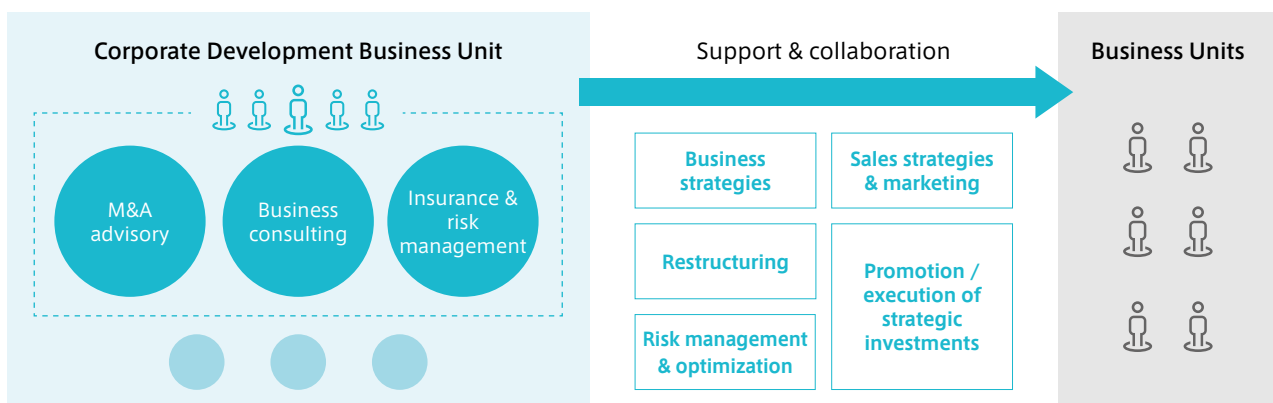 Corporate Development Business Unit
M&A
advisory
Business
consulting
Insurance &
risk
management
Support & collaboration
Business
strategies
Sales strategies
& marketing
Restructuring
Promotion /
execution of
strategic
investments
Risk management
& optimization
Business Units